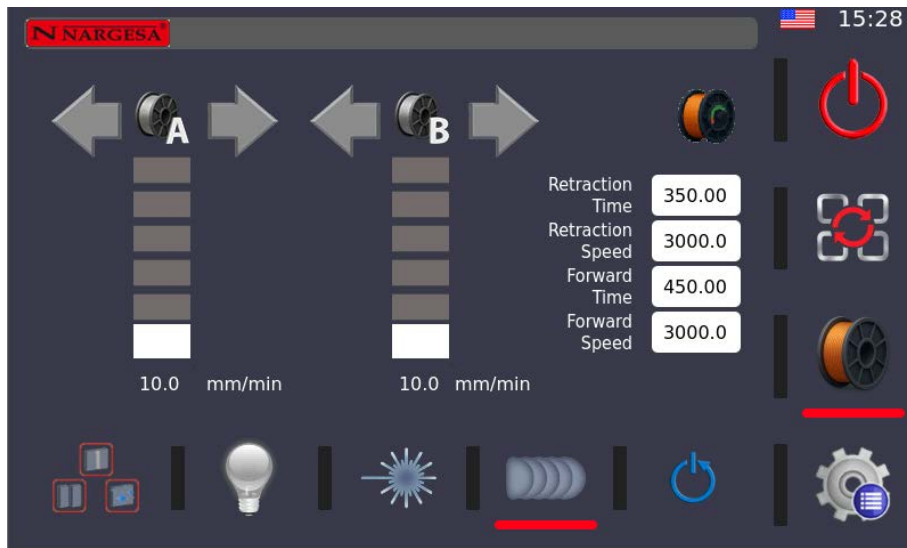 N NARGESA®
15:28
A
B
Retraction
Time
350.00
Retraction
Speed
3000.0
Forward
Time
450.00
Forward
Speed
3000.0
10.0 mm/min
10.0 mm/min